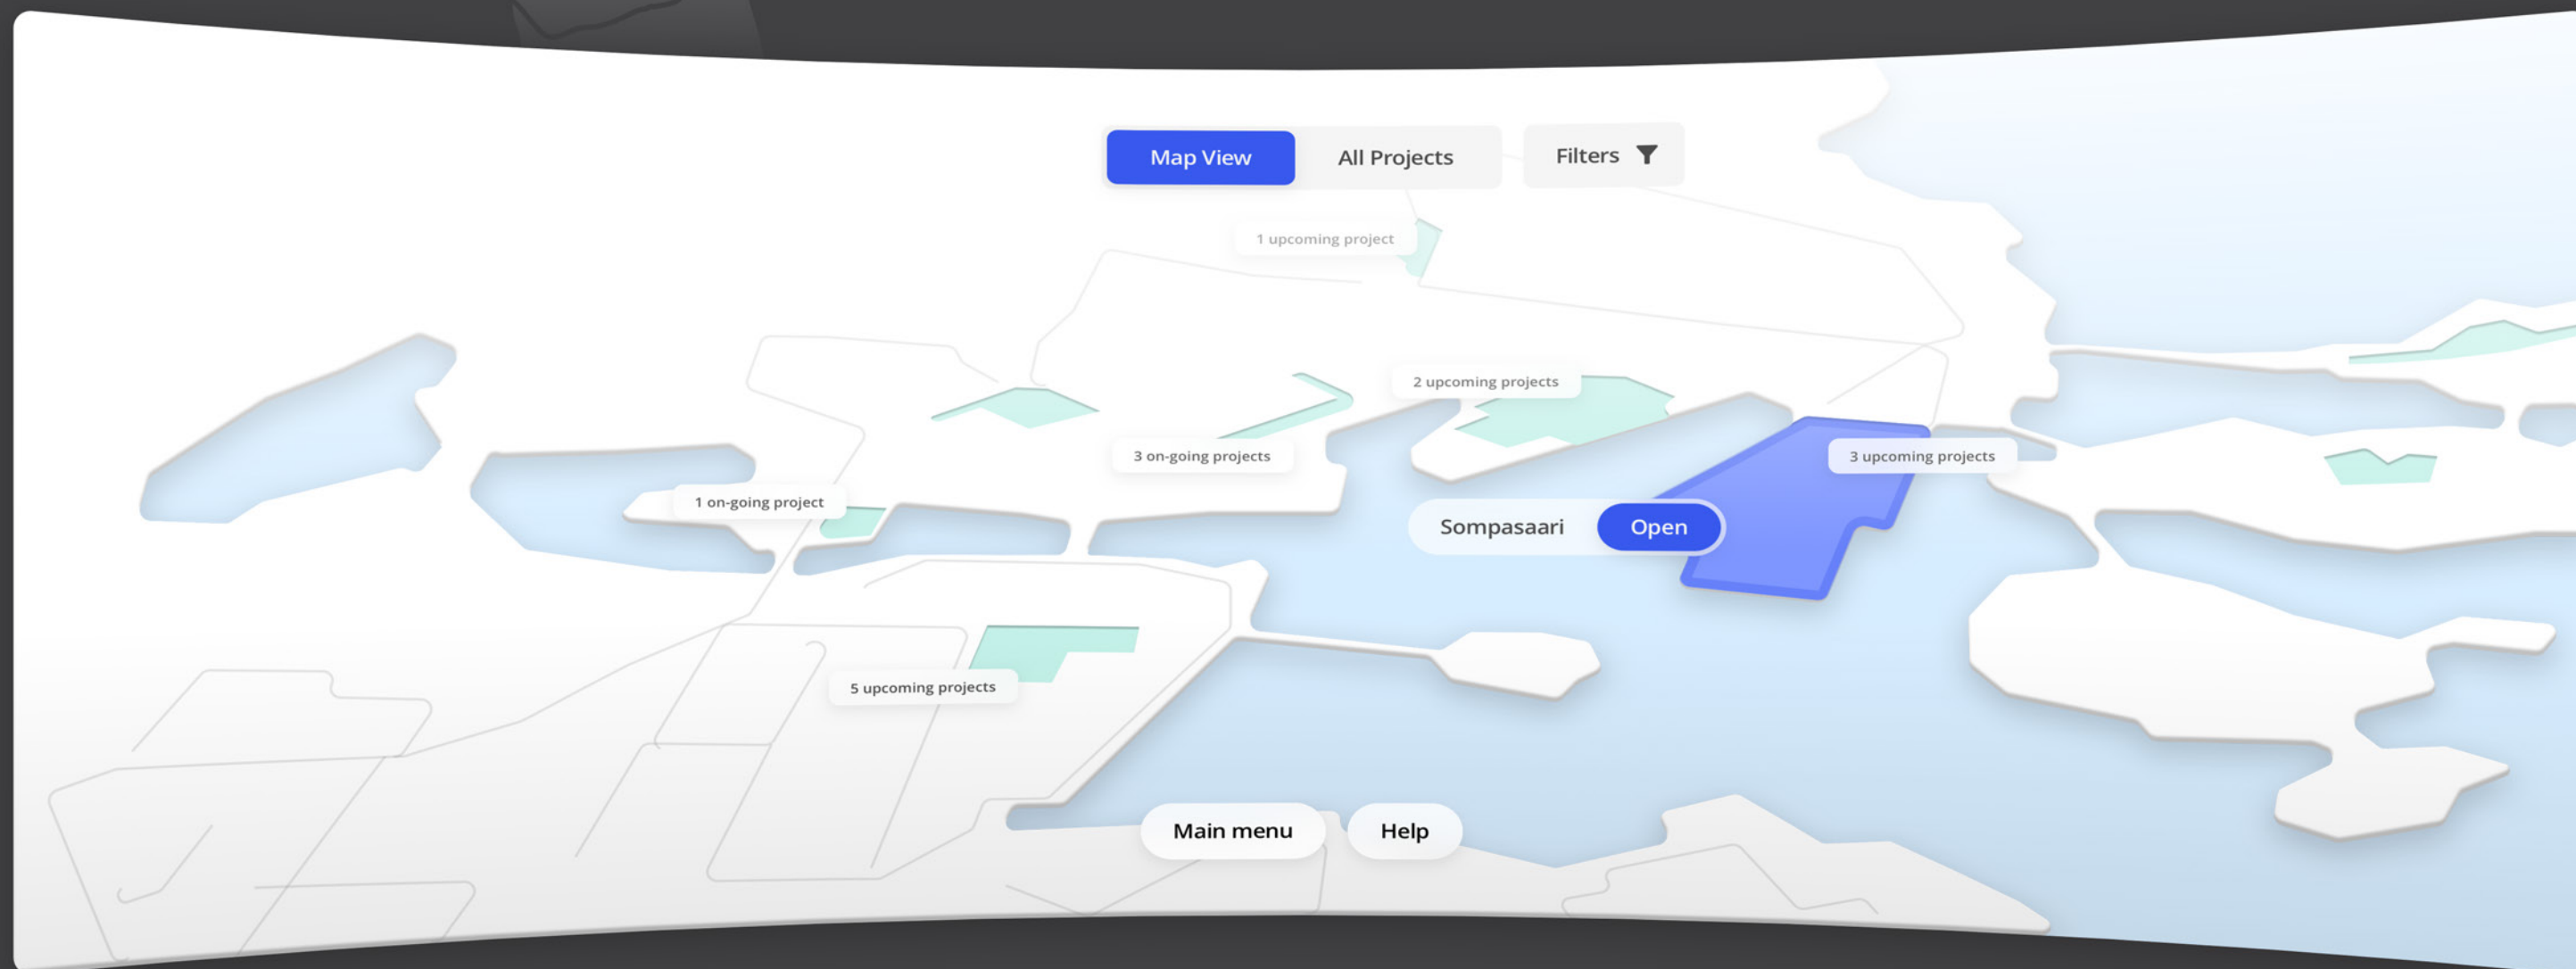 Map View
All Projects
Filters
1 upcoming project
2 upcoming projects
3 on-going projects
3 upcoming projects
1 on-going project
Sompasaari
Open
5 upcoming projects
Main menu
Help